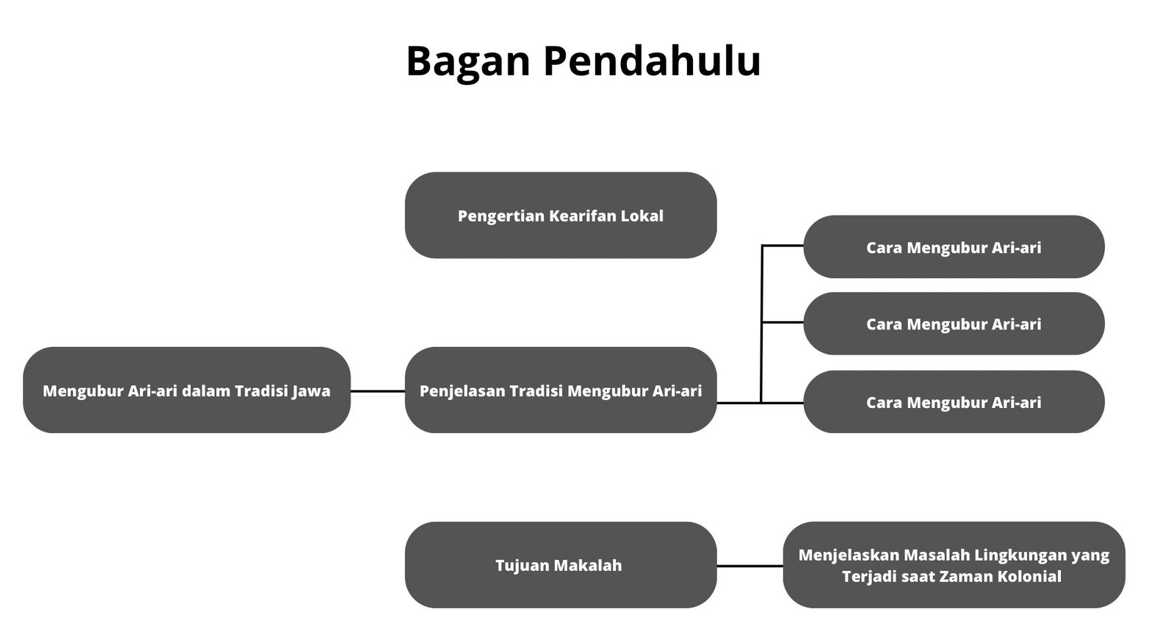 Bagan Pendahulu
Pengertian Kearifan Lokal
Cara Mengubur Ari-ari
Cara Mengubur Ari-ari
Mengubur Ari-ari dalam Tradisi Jawa
Penjelasan Tradisi Mengubur Ari-ari
Cara Mengubur Ari-ari
Tujuan Makalah
Menjelaskan Masalah Lingkungan yang
Terjadi saat Zaman Kolonial